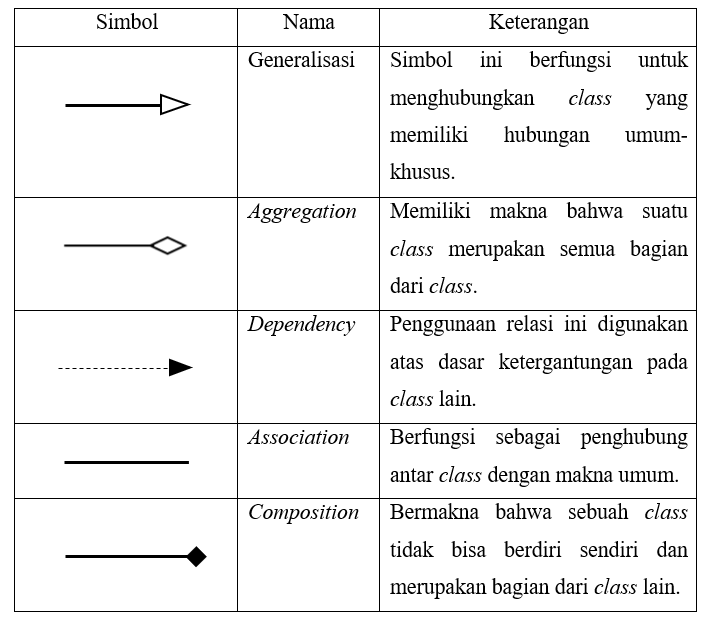 Simbol Nama Keterangan
Generalisasi
Simbol ini berfungsi untuk
menghubungkan class yang
memiliki hubungan umum-
khusus.
Aggregation
Memiliki makna bahwa suatu
class merupakan semua bagian
dari class.
Dependency
Penggunaan relasi ini digunakan
atas dasar ketergantungan pada
class lain.
Association
Berfungsi sebagai penghubung
antar class dengan makna umum.
Composition
Bermakna bahwa sebuah class
tidak bisa berdiri sendiri dan
merupakan bagian dari class lain.